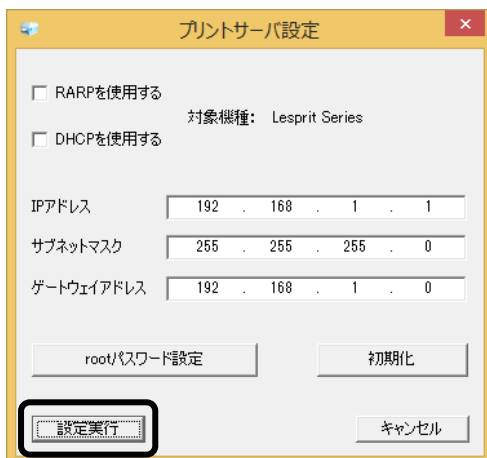 プリントサーバ設定
RARPを使用する
対象機種: Lesprit Series
DHCPを使用する
IPアドレス 192 . 168 . 1 . 1
サブネットマスク 255 . 255 . 255 . 0
ゲートウェイアドレス 192 . 168 . 1 . 0
rootパスワード設定 初期化
設定実行 キャンセル